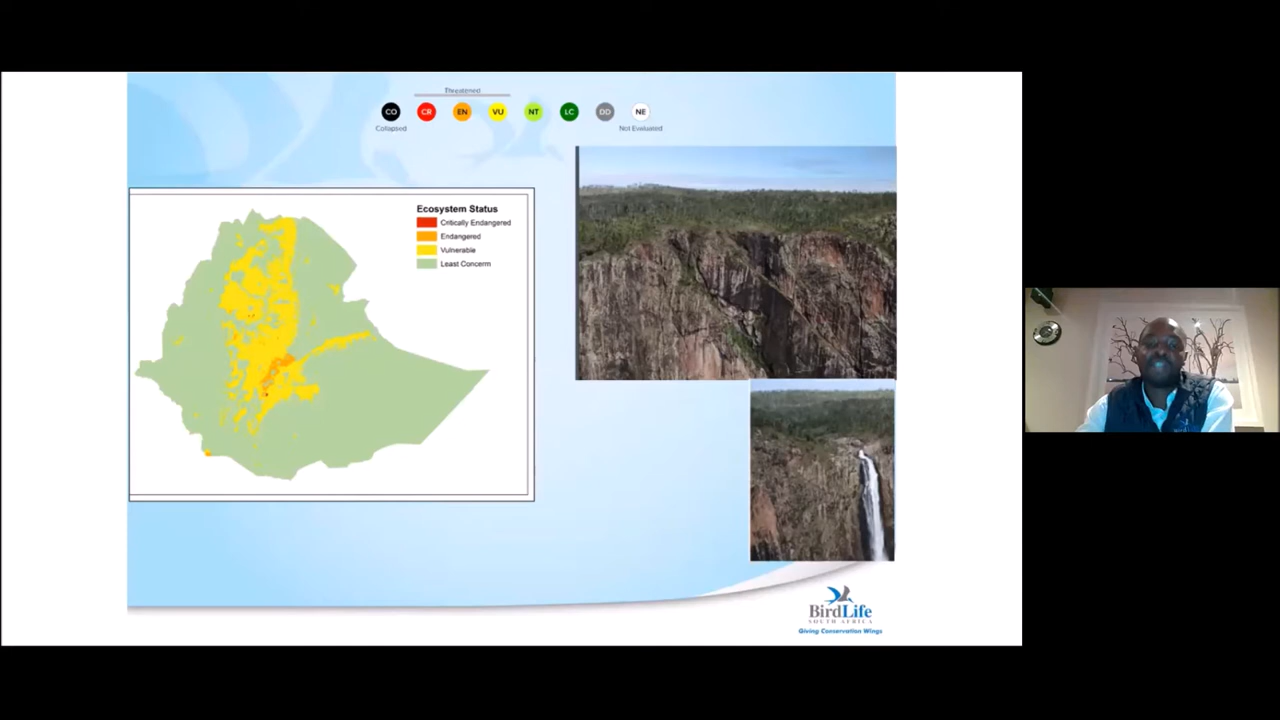 Threatened
CO CR EN VU NT LC DD NE
Collapsed Not Evaluated
Ecosystem Status
Critically Endangered
Endangered
Vulnerable
Least Concerm
BirdLife
SOUTH AFRICA
Giving Conservation Wings